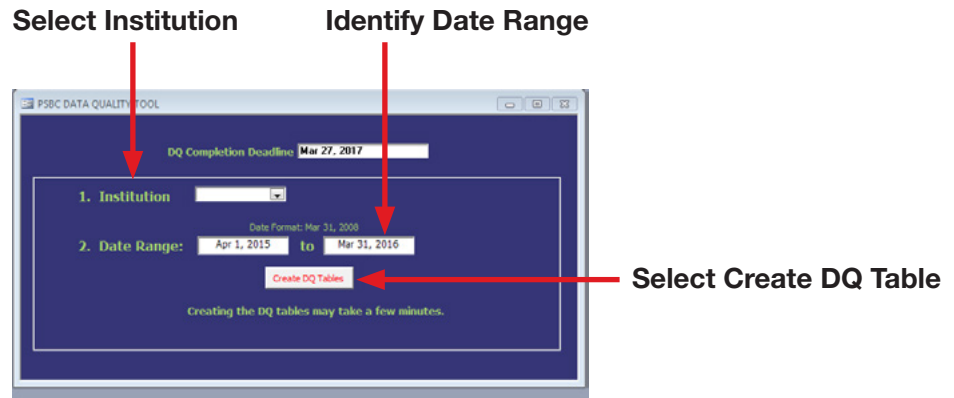 Select Institution Identify Date Range
PSBC DATA QUALITY TOOL
DQ Completion Deadline Mar 27, 2017
1. Institution
Date Format: Mar 31, 2008
2. Date Range: Apr 1, 2015 to Mar 31, 2016
Create DQ Tables
Select Create DQ Table
Creating the DQ tables may take a few minutes.